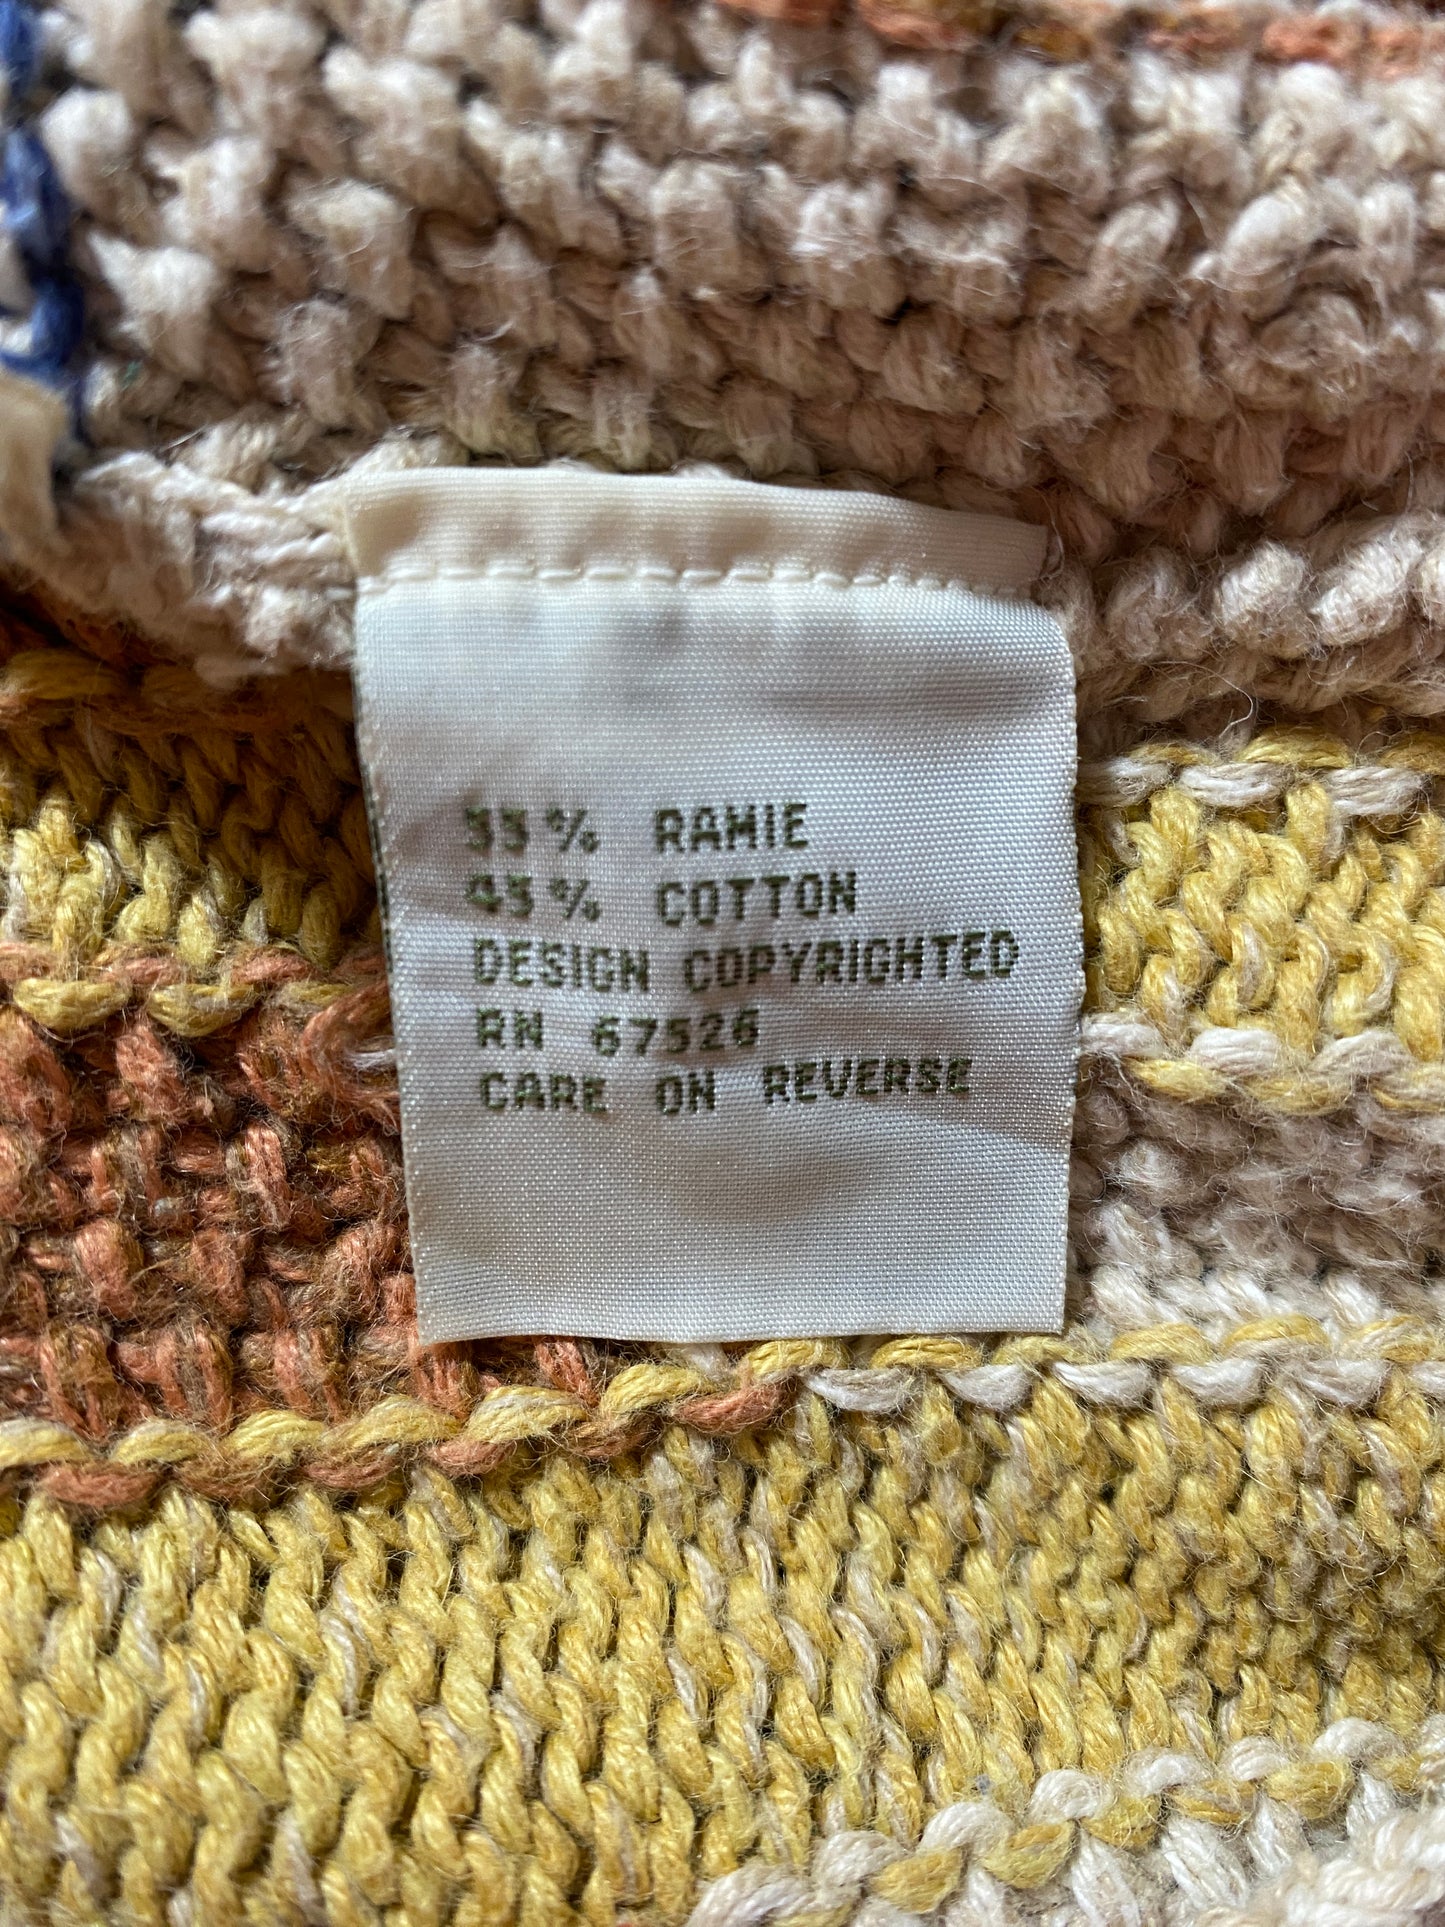 55% RAMIE
45% COTTON
DESIGN COPYRIGHTED
RN 67526
CARE ON REVERSE